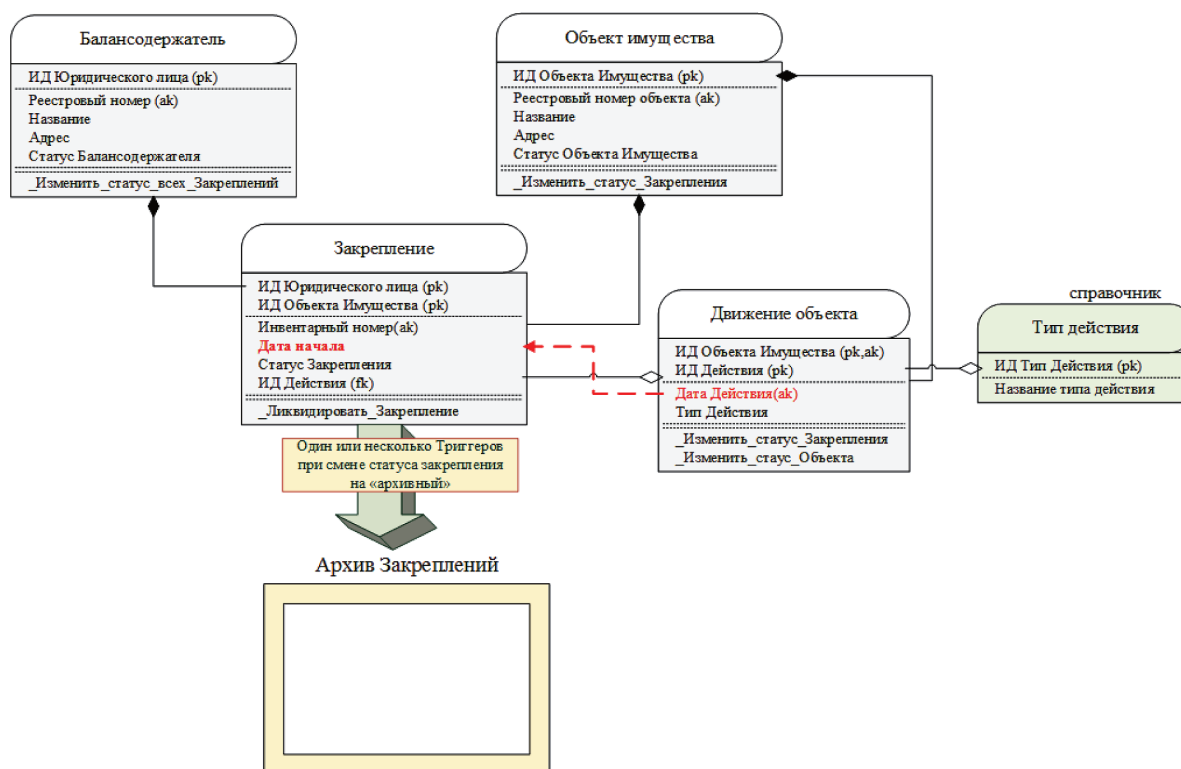 Балансодержатель
ИД Юридического лица (pk)
Реестровый номер (ak)
Название
Адрес
Статус Балансодержателя
_Изменить_статус_всех_Закреплений
Объект имущества
ИД Объекта Имущества (pk)
Реестровый номер объекта (ak)
Название
Адрес
Статус Объекта Имущества
_Изменить_статус_Закрепления
Закрепление
ИД Юридического лица (pk)
ИД Объекта Имущества (pk)
Инвентарный номер(ak)
Дата начала
Статус Закрепления
ИД Действия (fk)
_Ликвидировать_Закрепление
Движение объекта
ИД Объекта Имущества (pk,ak)
ИД Действия (pk)
Дата Действия(ak)
Тип Действия
_Изменить_статус_Закрепления
_Изменить_стаус_Объекта
справочник
Тип действия
ИД Тип Действия (pk)
Название типа действия
Один или несколько Триггеров
при смене статуса закрепления
на «архивный»
Архив Закреплений